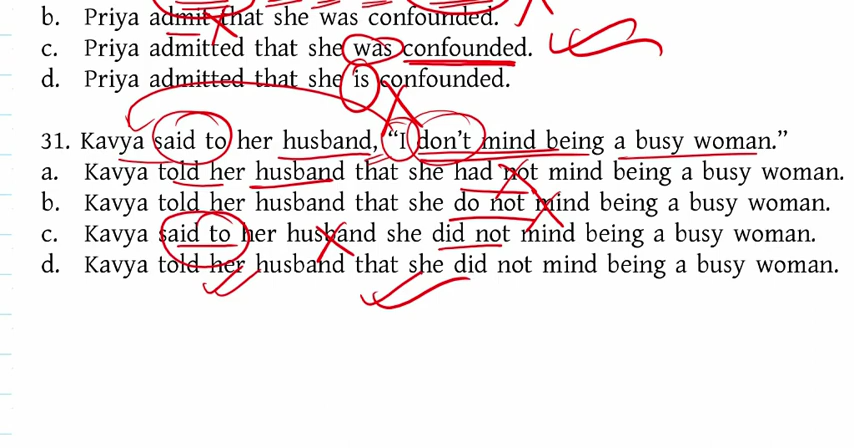 b. Priya admit that she was confounded.
c. Priya admitted that she was confounded.
d. Priya admitted that she is confounded.
31. Kavya said to her husband, “I don’t mind being a busy woman.”
a. Kavya told her husband that she had not mind being a busy woman.
b. Kavya told her husband that she do not mind being a busy woman.
c. Kavya said to her husband she did not mind being a busy woman.
d. Kavya told her husband that she did not mind being a busy woman.